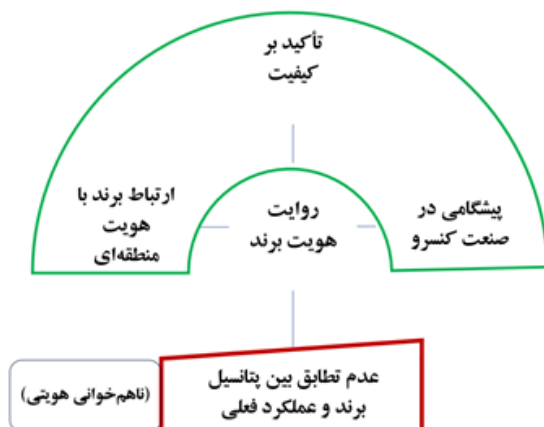 تأکید بر
کیفیت
پیشگامی در
صنعت کنسرو
روایت
هویت برند
ارتباط برند با
هویت
منطقه‌ای
عدم تطابق بین پتانسیل
برند و عملکرد فعلی
(ناهم‌خوانی هویتی)